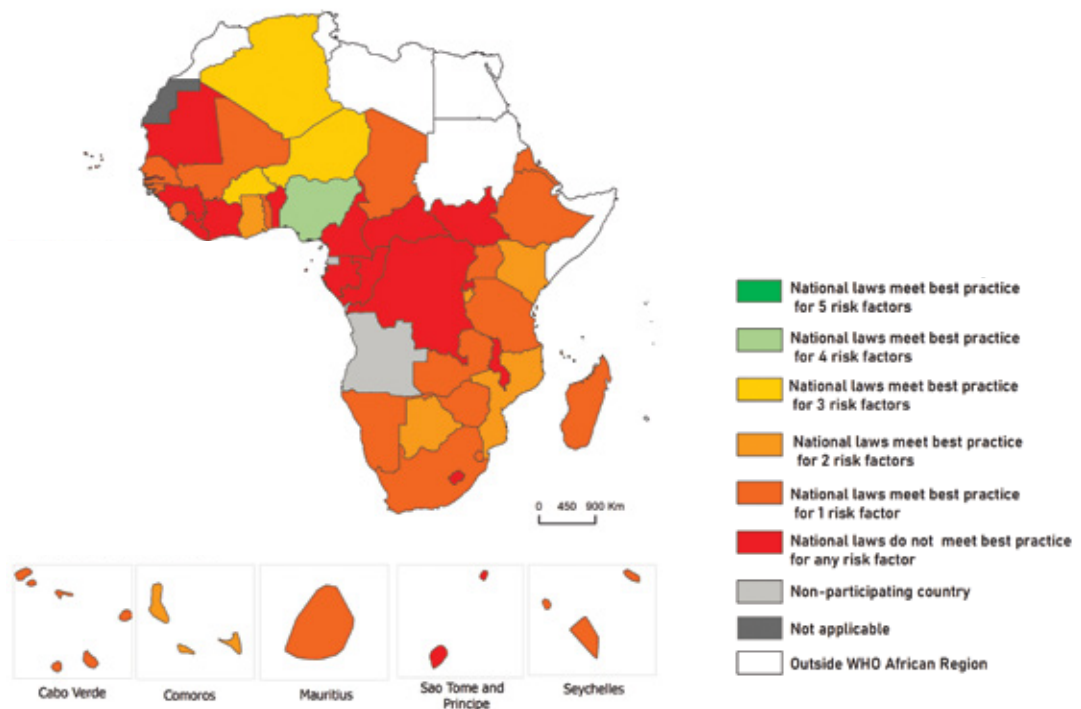 National laws meet best practice
for 5 risk factors
National laws meet best practice
for 4 risk factors
National laws meet best practice
for 3 risk factors
National laws meet best practice
for 2 risk factors
National laws meet best practice
for 1 risk factor
National laws do not meet best practice
for any risk factor
Non-participating country
Not applicable
Outside WHO African Region
0 450 900 Km
Cabo Verde
Comoros
Mauritius
Sao Tome and
Principe
Seychelles